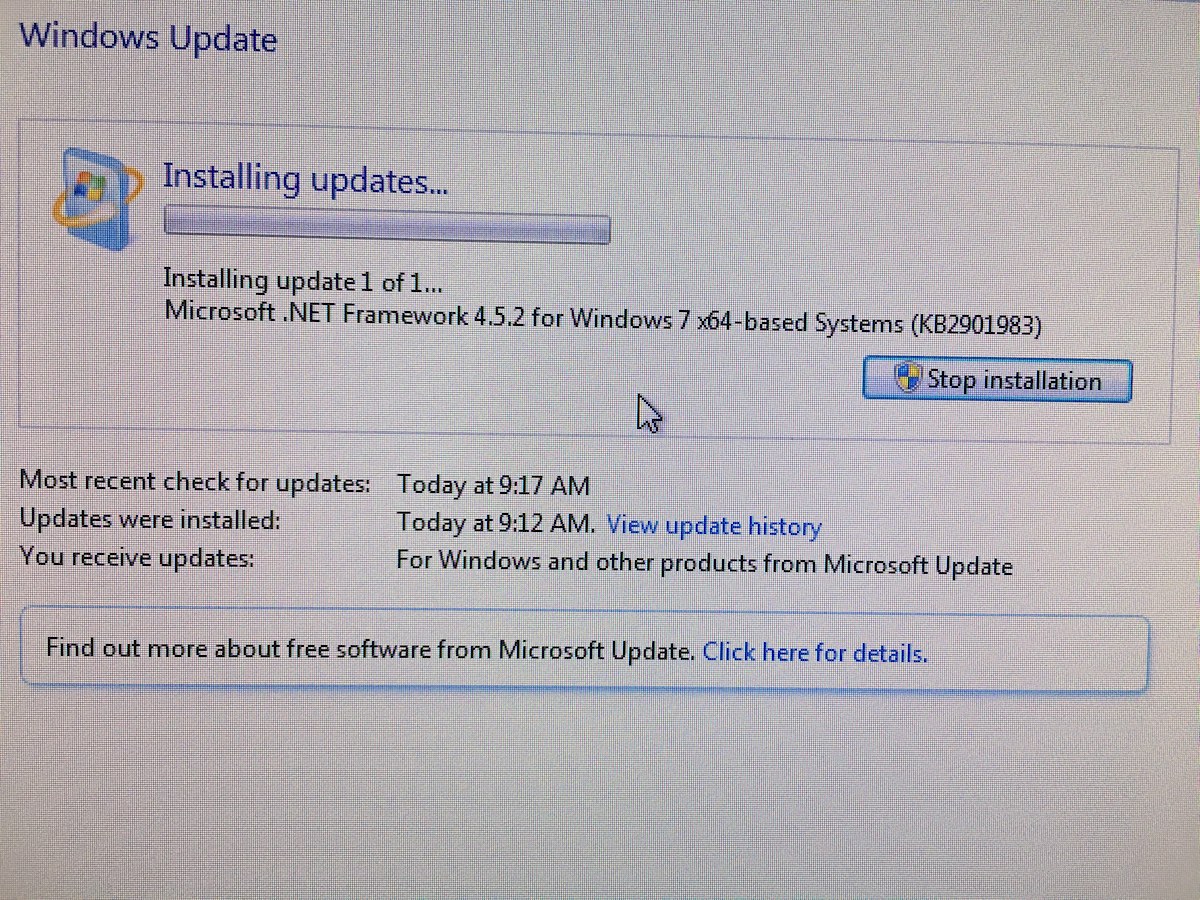 Windows Update
Installing updates...
Installing update 1 of 1...
Microsoft .NET Framework 4.5.2 for Windows 7 x64-based Systems (KB2901983)
Stop installation
Most recent check for updates: Today at 9:17 AM
Updates were installed: Today at 9:12 AM. View update history
You receive updates: For Windows and other products from Microsoft Update
Find out more about free software from Microsoft Update. Click here for details.